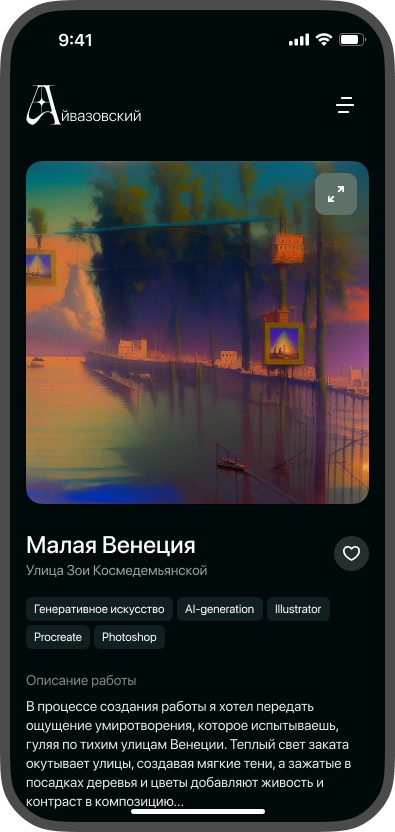 9:41
Айвазовский
Малая Венеция
Улица Зои Космедемьянской
Генеративное искусство AI-generation Illustrator
Procreate Photoshop
Описание работы
В процессе создания работы я хотел передать
ощущение умиротворения, которое испытываешь,
гуляя по тихим улицам Венеции. Теплый свет заката
окутывает улицы, создавая мягкие тени, а зажатые в
посадках деревья и цветы добавляют живость и
контраст в композицию...